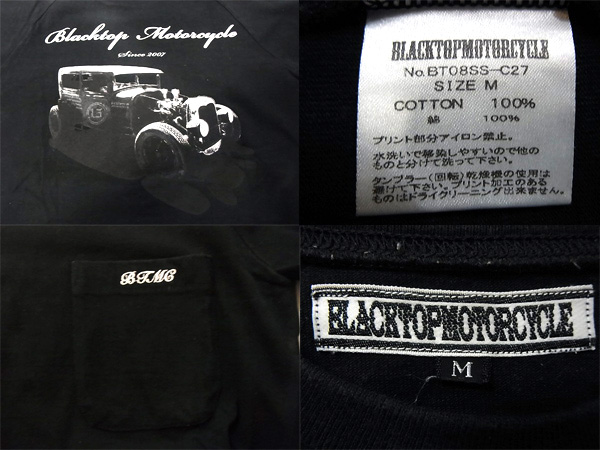 Blacktop Motorcycle
Since 2007
BLACKTOPMOTORCYCLE
No.BT08SS-C27
SIZE M
COTTON 100%
綿 100%
プリント部分アイロン禁止。
水洗いで移染しやすいので他の
ものと分けて洗って下さい。
タンブラー(回転)乾燥機の使用は
避けて下さい。プリント加工のある
ものはドライクリーニング出来ません。
BTMC
BLACKTOPMOTORCYCLE
M